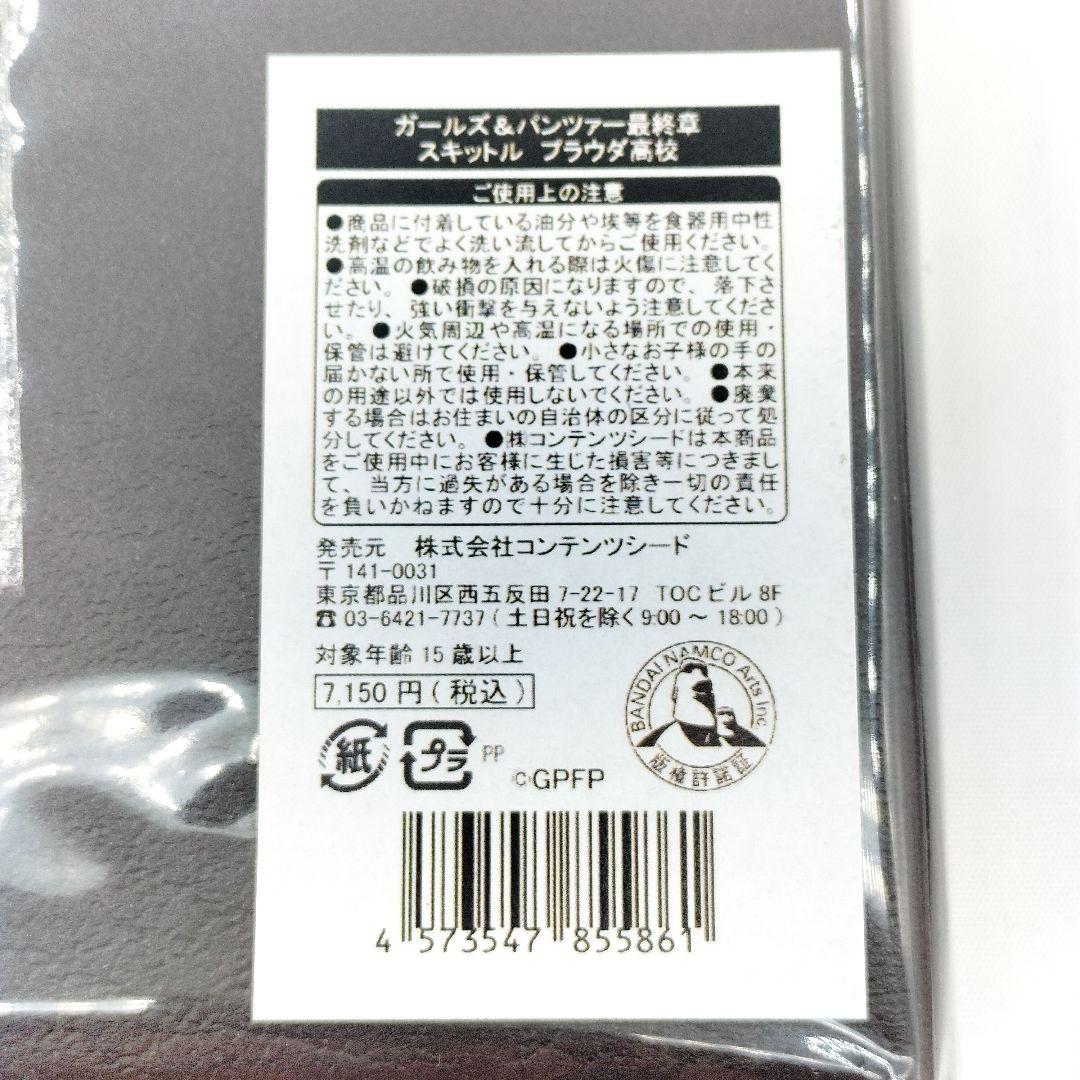 ガールズ＆パンツァー最終章
スキットル プラウダ高校
ご使用上の注意
●商品に付着している油分や埃等を食器用中性
洗剤などでよく洗い流してからご使用ください。
●高温の飲み物を入れる際は火傷に注意してく
ださい。●破損の原因になりますので、落下さ
せたり、強い衝撃を与えないよう注意してくださ
い。●火気周辺や高温になる場所での使用・
保管は避けてください。●小さなお子様の手の
届かない所で使用・保管してください。●本来
の用途以外では使用しないでください。●廃棄
する場合はお住まいの自治体の区分に従って処
分してください。●㈱コンテンツシードは本商品
をご使用中にお客様に生じた損害等につきまし
て、当方に過失がある場合を除き一切の責任
を負いかねますので十分に注意してください。
発売元 株式会社コンテンツシード
〒141-0031
東京都品川区西五反田 7-22-17 TOCビル 8F
☎03-6421-7737(土日祝を除く9:00～18:00)
対象年齢 15歳以上
7,150円(税込)
BANDAI NAMCO Arts Inc
版権許諾証
紙
プラ
PP
©GPFP
4 573547 855861